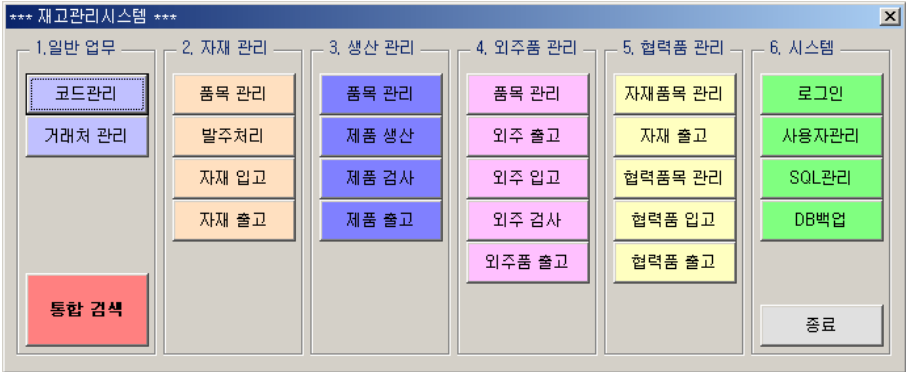 *** 재고관리시스템 ***
1.일반 업무
코드관리
거래처 관리
통합 검색
2. 자재 관리
품목 관리
발주처리
자재 입고
자재 출고
3. 생산 관리
품목 관리
제품 생산
제품 검사
제품 출고
4. 외주품 관리
품목 관리
외주 출고
외주 입고
외주 검사
외주품 출고
5. 협력품 관리
자재품목 관리
자재 출고
협력품목 관리
협력품 입고
협력품 출고
6. 시스템
로그인
사용자관리
SQL관리
DB백업
종료